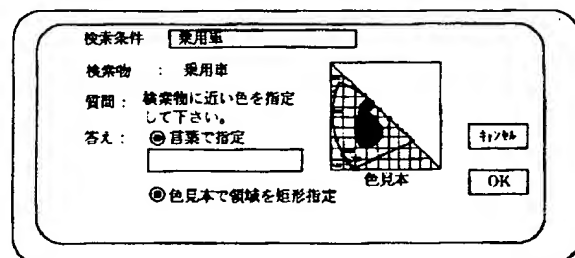 検索条件 乗用車
検索物 : 乗用車
質問: 検索物に近い色を指定
して下さい。
答え: ◉言葉で指定
◉色見本で領域を矩形指定
色見本
キャンセル
OK